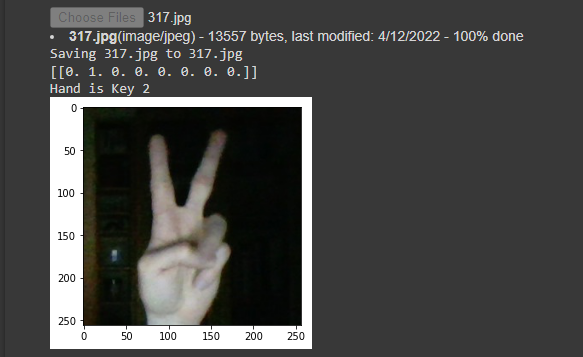 Choose Files 317.jpg
• 317.jpg(image/jpeg) - 13557 bytes, last modified: 4/12/2022 - 100% done
Saving 317.jpg to 317.jpg
[[0. 1. 0. 0. 0. 0. 0. 0.]]
Hand is Key 2
0
50
100
150
200
250
0 50 100 150 200 250